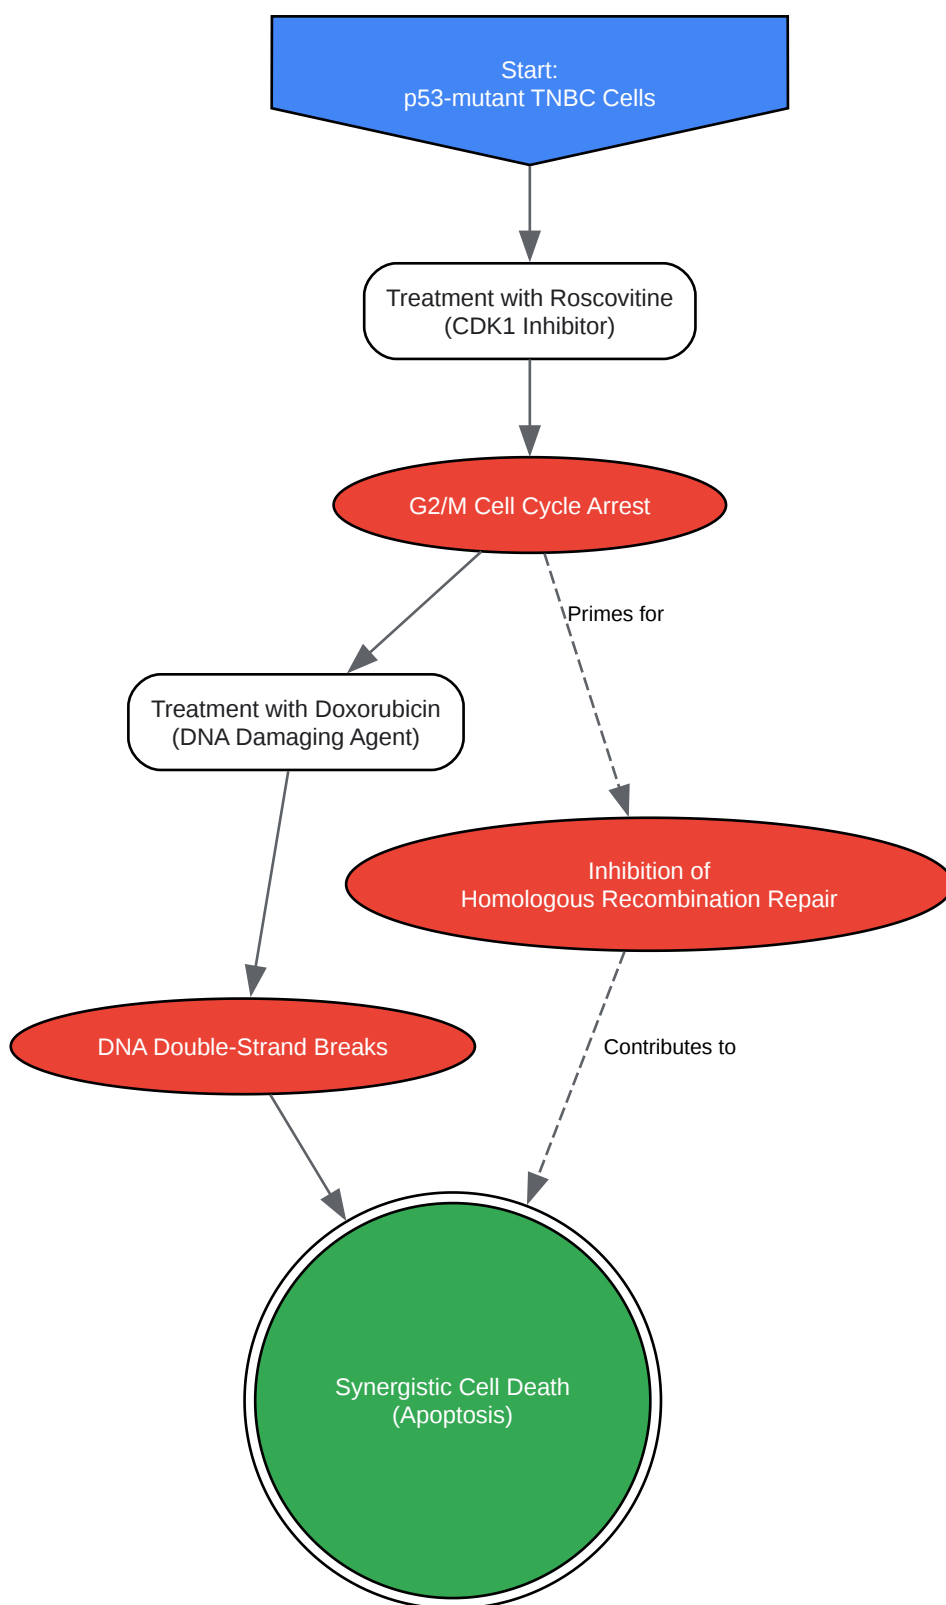 Start:
p53-mutant TNBC Cells
Treatment with Roscovitine
(CDK1 Inhibitor)
G2/M Cell Cycle Arrest
Primes for
Treatment with Doxorubicin
(DNA Damaging Agent)
Inhibition of
Homologous Recombination Repair
DNA Double-Strand Breaks
Contributes to
Synergistic Cell Death
(Apoptosis)